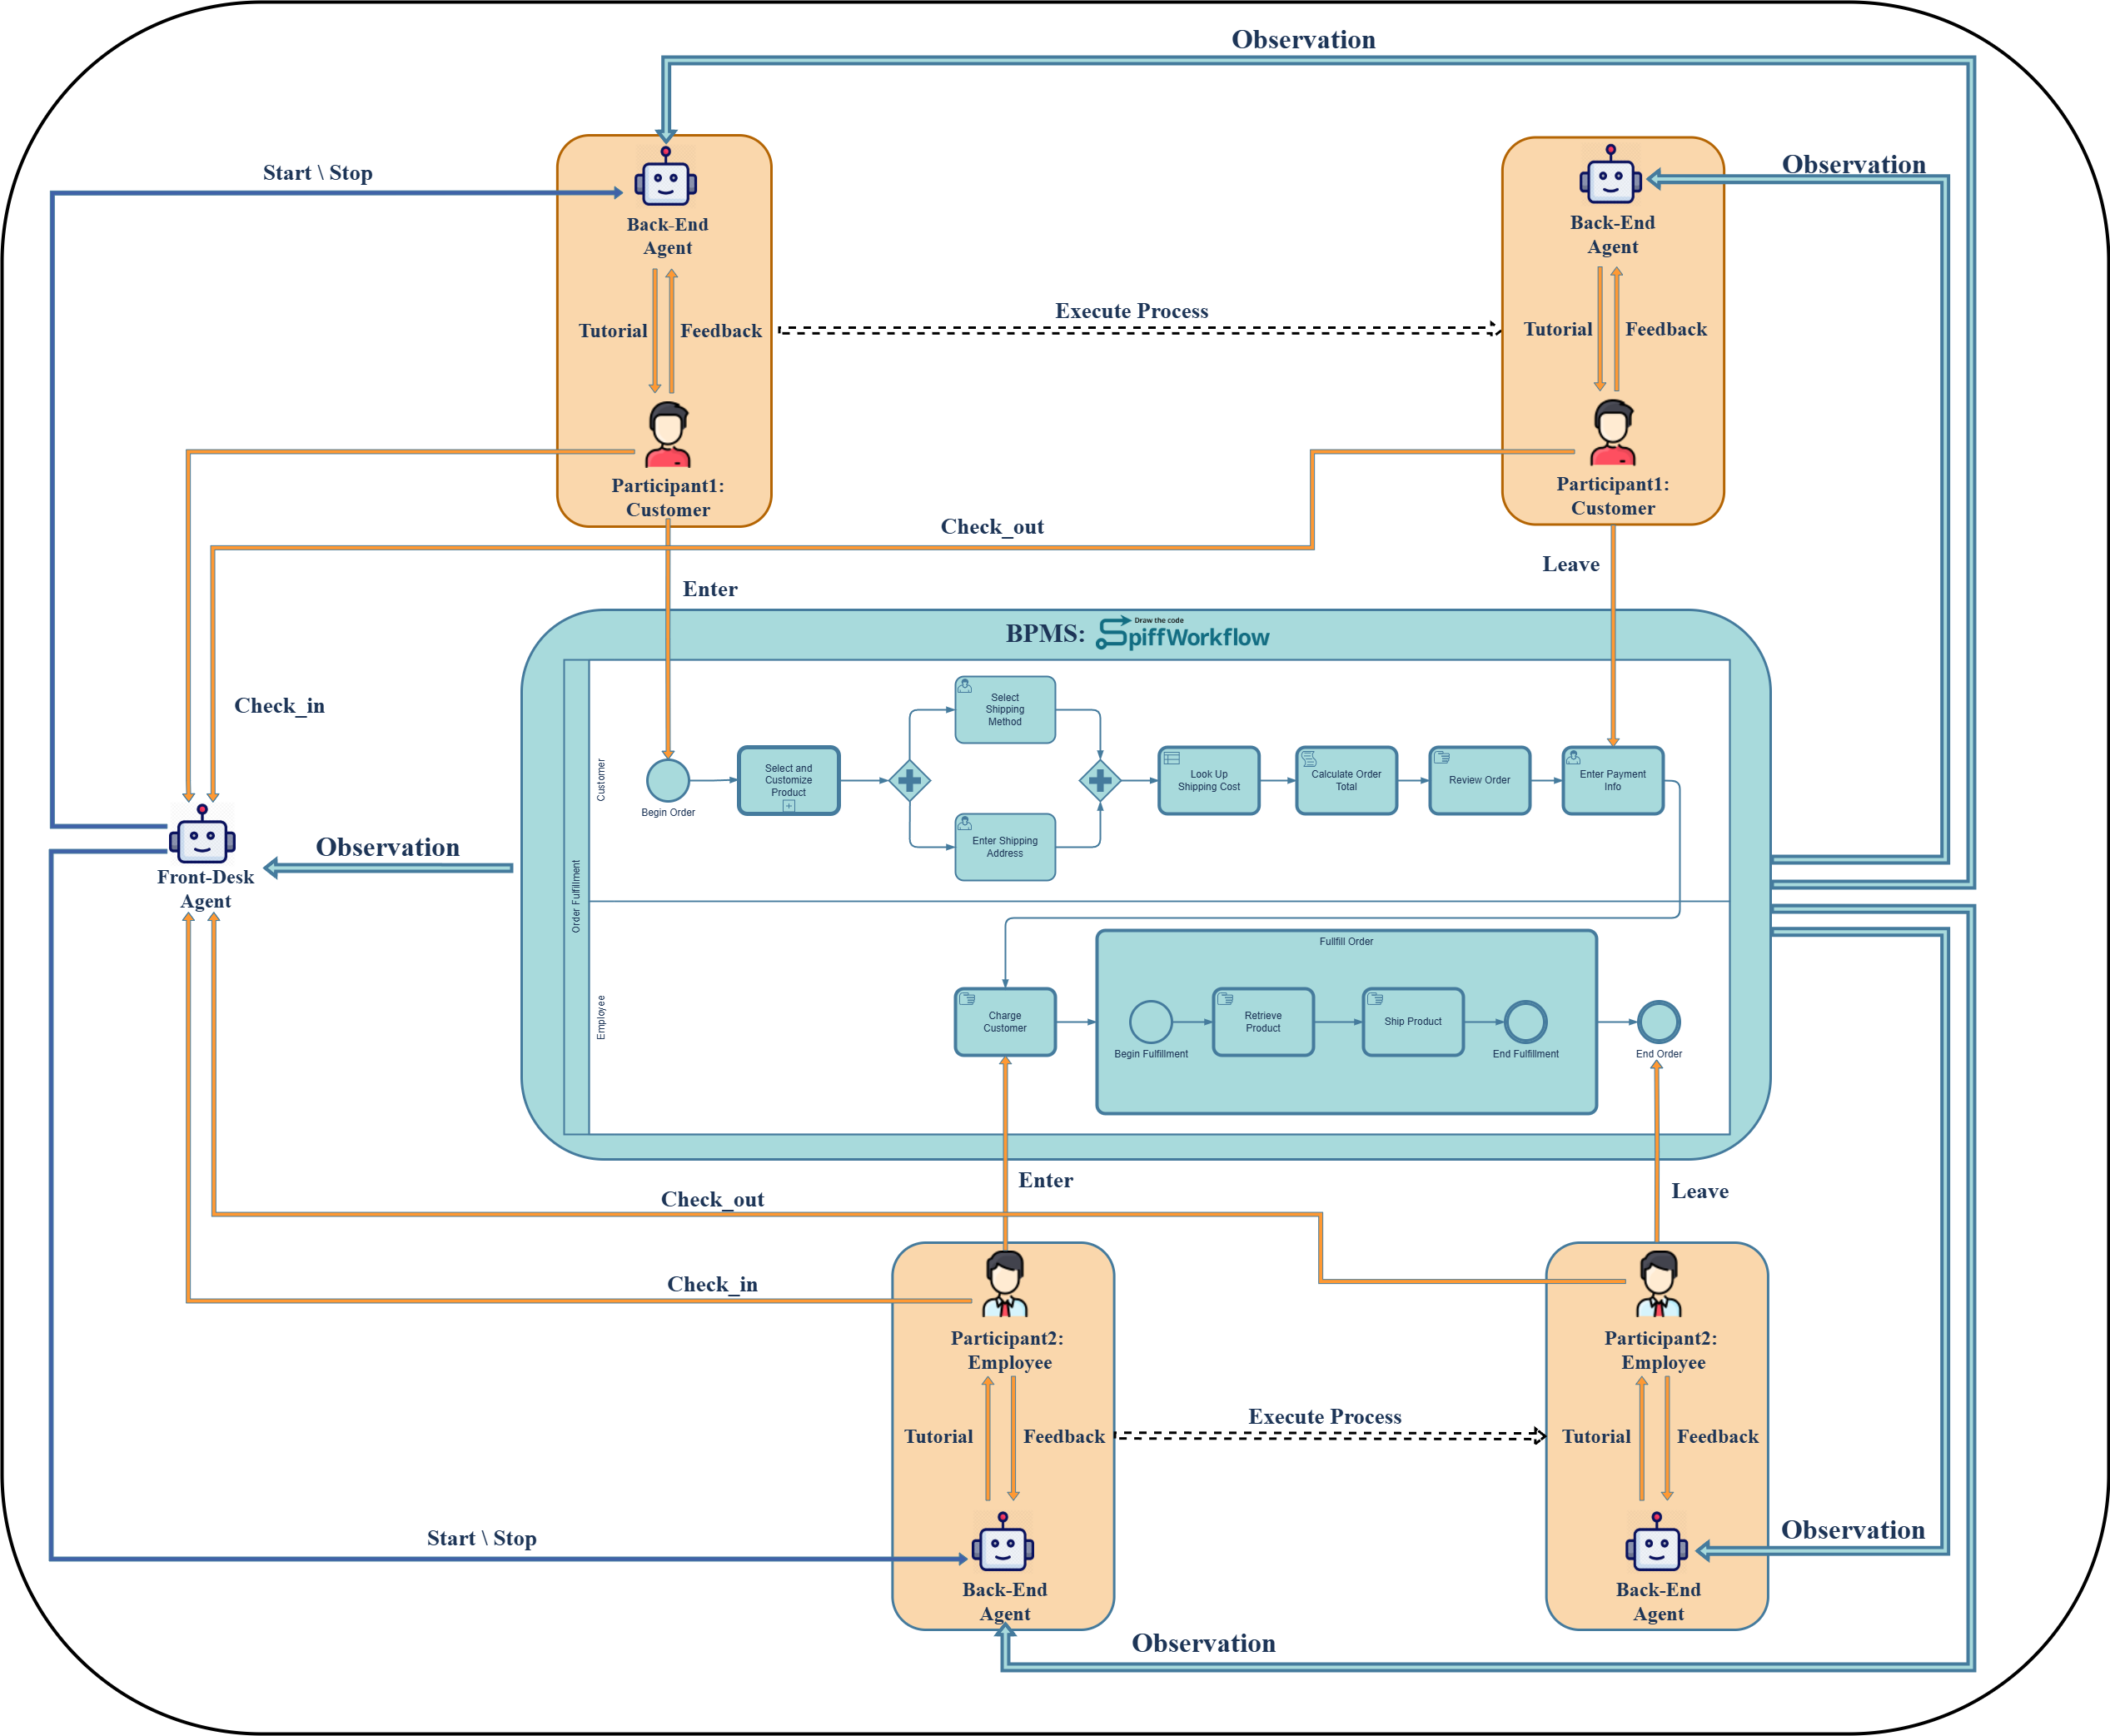 Observation
Start \ Stop
Back-End
Agent
Tutorial
Feedback
Participant1:
Customer
Execute Process
Observation
Back-End
Agent
Tutorial
Feedback
Participant1:
Customer
Check_out
Enter
Leave
Check_in
BPMS:
Draw the code
SpiffWorkflow
Order Fulfillment
Customer
Begin Order
Select and
Customize
Product
Select
Shipping
Method
Enter Shipping
Address
Look Up
Shipping Cost
Calculate Order
Total
Review Order
Enter Payment
Info
Observation
Front-Desk
Agent
Employee
Charge
Customer
Fullfill Order
Begin Fulfillment
Retrieve
Product
Ship Product
End Fulfillment
End Order
Enter
Leave
Check_out
Check_in
Participant2:
Employee
Tutorial
Feedback
Back-End
Agent
Execute Process
Participant2:
Employee
Tutorial
Feedback
Back-End
Agent
Observation
Start \ Stop
Observation